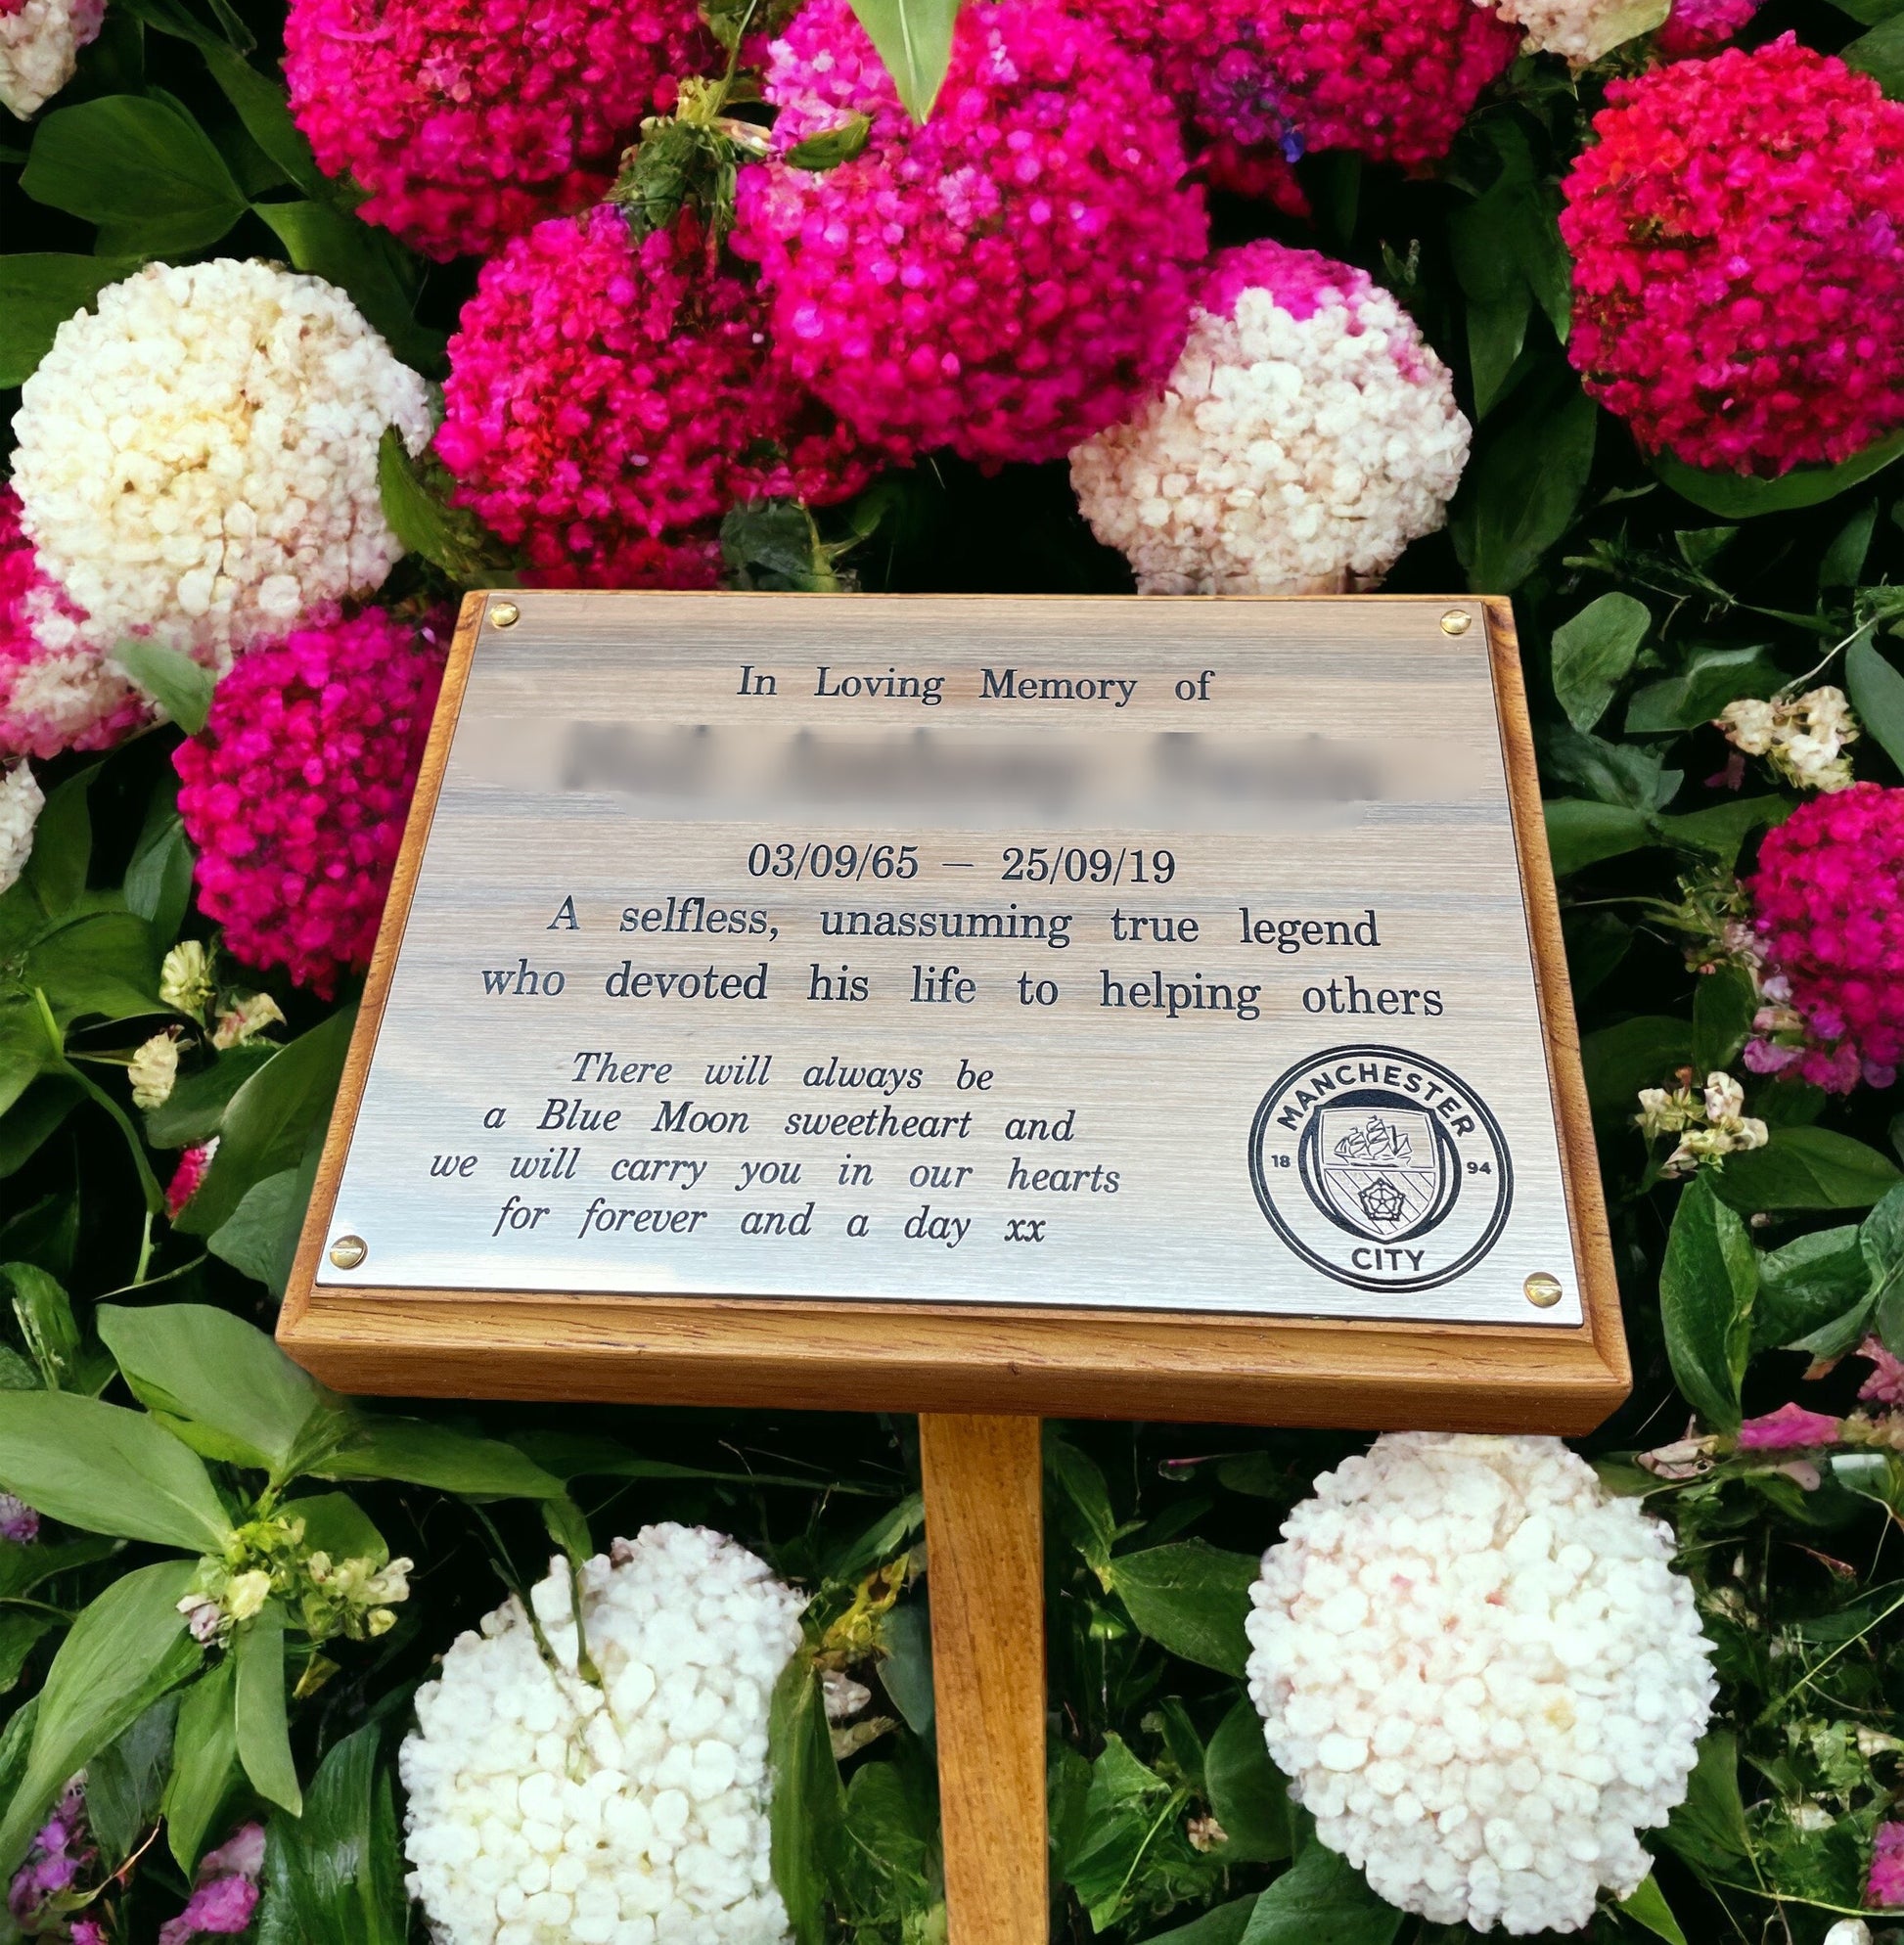 In Loving Memory of
03/09/65 — 25/09/19
A selfless, unassuming true legend
who devoted his life to helping others
There will always be
a Blue Moon sweetheart and
we will carry you in our hearts
for forever and a day xx
MANCHESTER
18 94
CITY